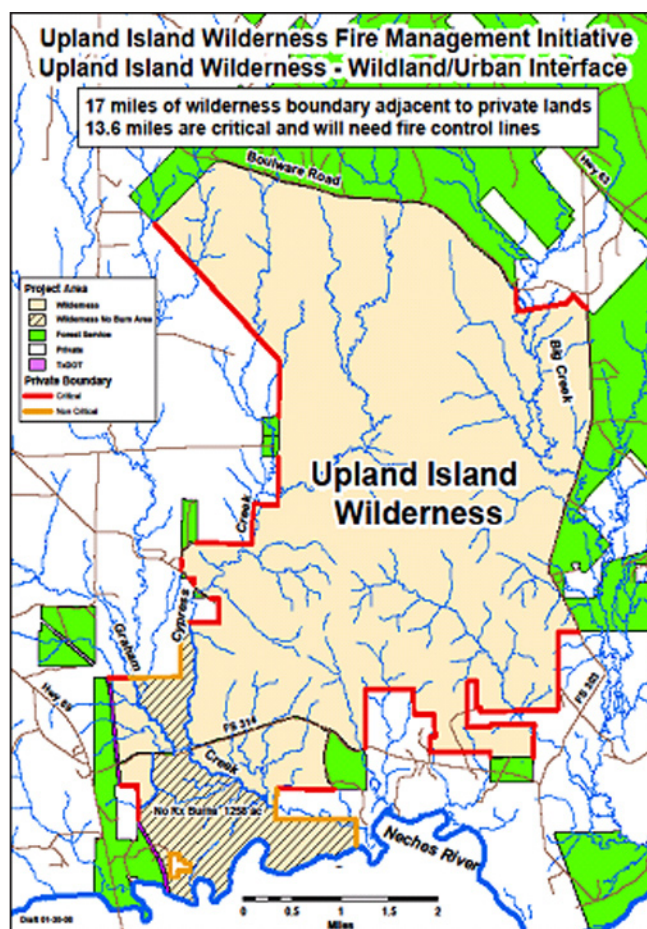 Upland Island Wilderness Fire Management Initiative
Upland Island Wilderness - Wildland/Urban Interface
17 miles of wilderness boundary adjacent to private lands
13.6 miles are critical and will need fire control lines
Boulware Road
Hwy 63
Project Area
Wilderness
Wilderness No Burn Area
Forest Service
Private
TxDOT
Private Boundary
Critical
Non Critical
Big Creek
Upland Island
Wilderness
Creek
Cypress
Graham
Hwy 69
FS 303
FS 314
Creek
No Rx Burns 1258 ac
Neches River
0 0.5 1 2
Miles